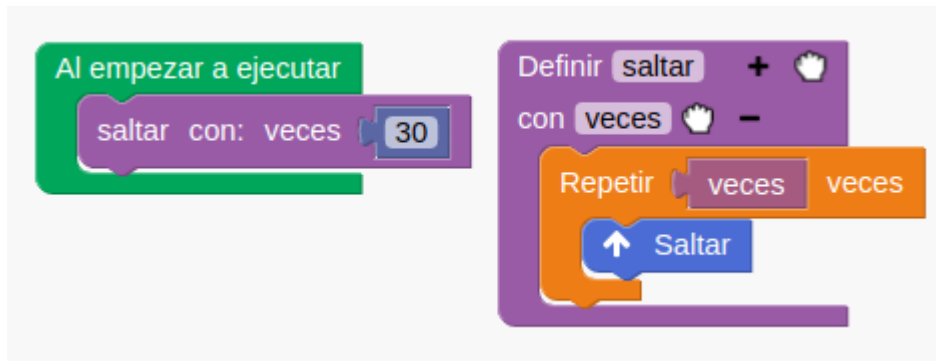 Al empezar a ejecutar
saltar con: veces 30
Definir saltar +
con veces −
Repetir veces veces
Saltar